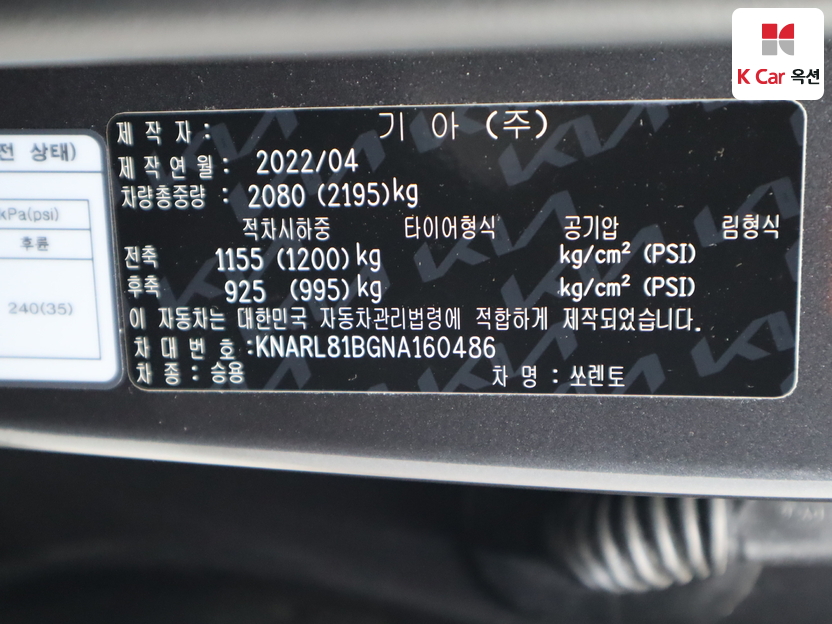 K Car 옥션
제작자 : 기아 (주)
제작연월 : 2022/04
차량총중량 : 2080 (2195)kg
적차시하중 타이어형식 공기압 림형식
전축 1155 (1200)kg kg/cm² (PSI)
후축 925 (995)kg kg/cm² (PSI)
이 자동차는 대한민국 자동차관리법령에 적합하게 제작되었습니다.
차대번호 :KNARL81BGNA160486
차종 : 승용 차명 : 쏘렌토
전 상태)
kPa(psi)
후륜
240(35)